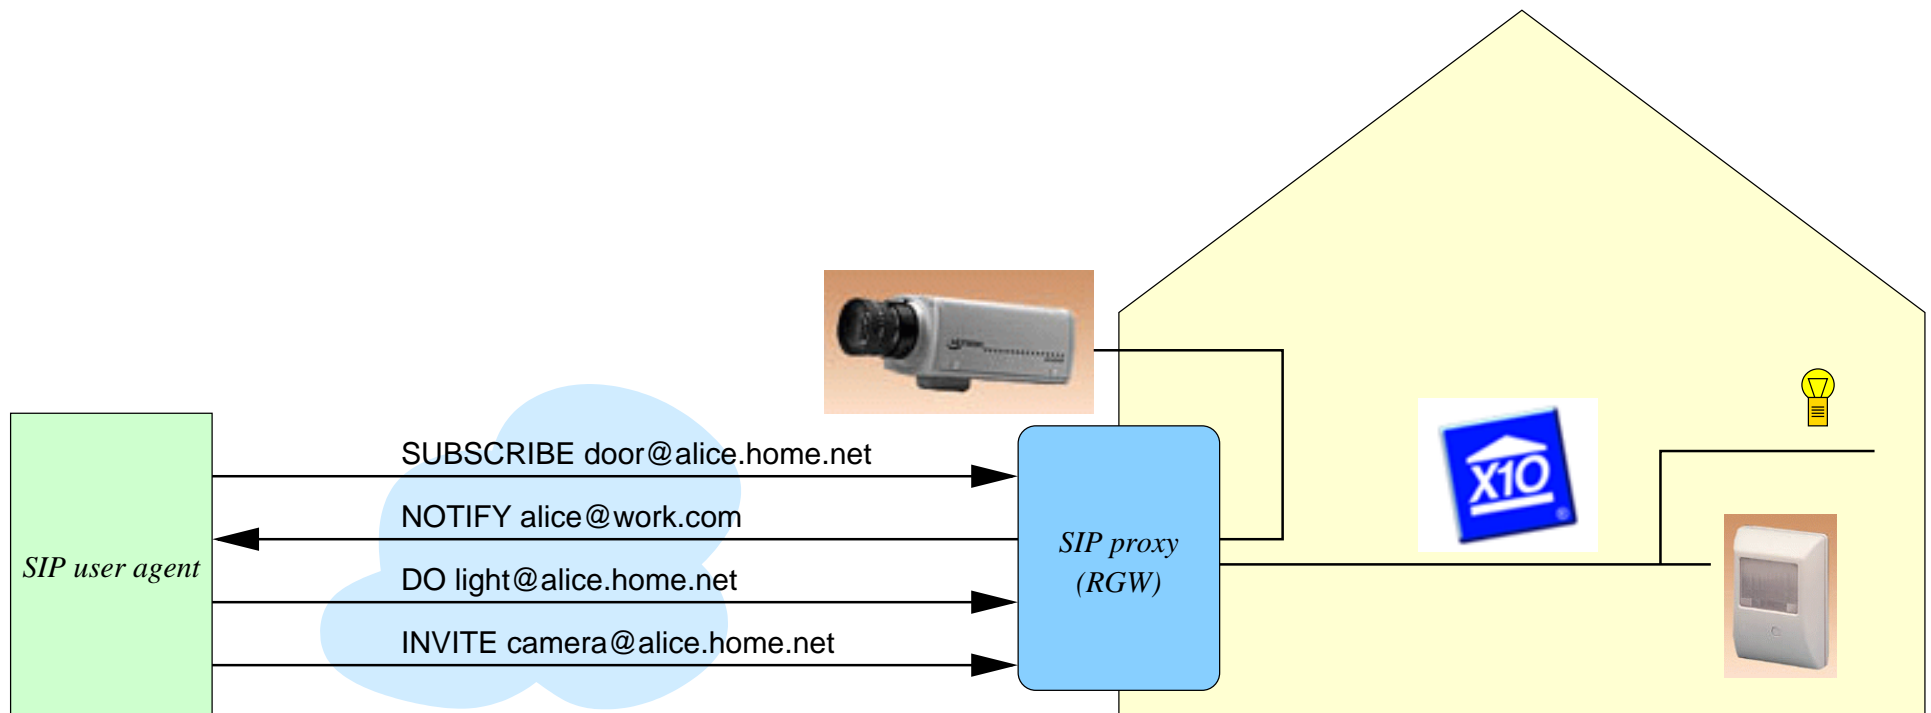 SUBSCRIBE door@alice.home.net
NOTIFY alice@work.com
DO light@alice.home.net
INVITE camera@alice.home.net
SIP user agent
SIP proxy
(RGW)
X10
®